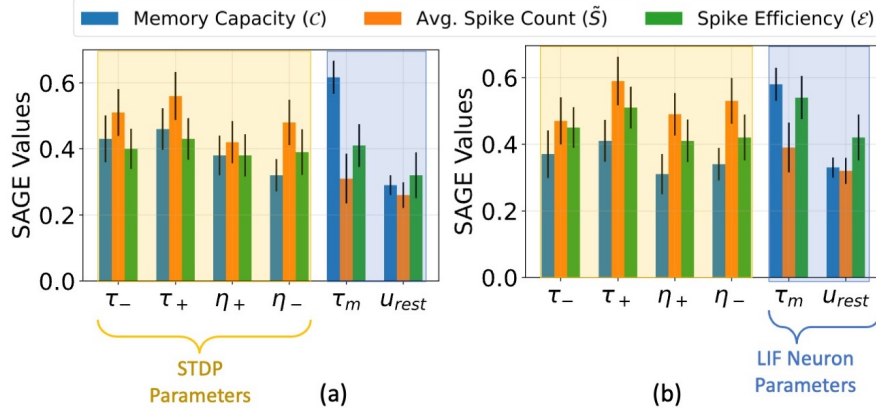 Memory Capacity (𝒞) Avg. Spike Count (S̃) Spike Efficiency (ℰ)
SAGE Values
0.6
0.4
0.2
0.0
τ₋ τ₊ η₊ η₋ τₘ u_rest
STDP
Parameters
(a)
SAGE Values
0.6
0.4
0.2
0.0
τ₋ τ₊ η₊ η₋ τₘ u_rest
(b)
LIF Neuron
Parameters